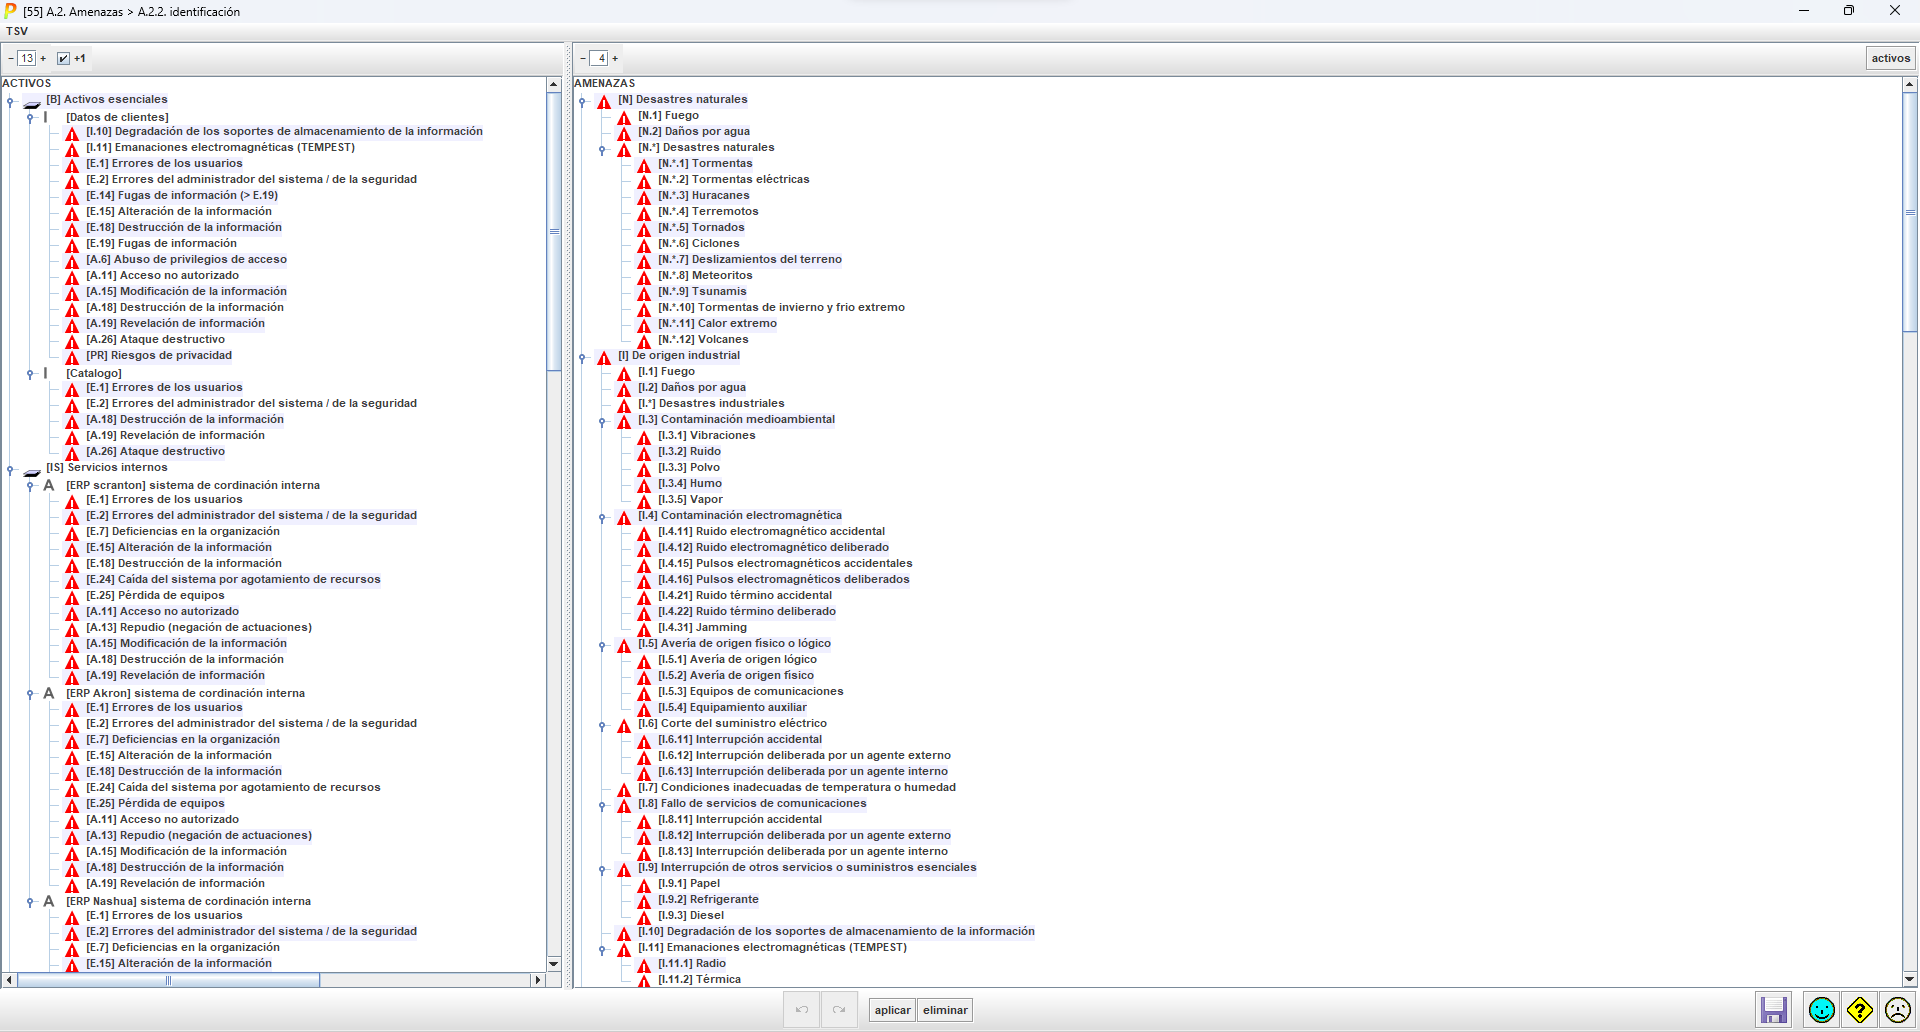 [55] A.2. Amenazas > A.2.2. identificación
TSV
− 13 + +1
ACTIVOS
[B] Activos esenciales
[Datos de clientes]
[I.10] Degradación de los soportes de almacenamiento de la información
[I.11] Emanaciones electromagnéticas (TEMPEST)
[E.1] Errores de los usuarios
[E.2] Errores del administrador del sistema / de la seguridad
[E.14] Fugas de información (> E.19)
[E.15] Alteración de la información
[E.18] Destrucción de la información
[E.19] Fugas de información
[A.6] Abuso de privilegios de acceso
[A.11] Acceso no autorizado
[A.15] Modificación de la información
[A.18] Destrucción de la información
[A.19] Revelación de información
[A.26] Ataque destructivo
[PR] Riesgos de privacidad
[Catalogo]
[E.1] Errores de los usuarios
[E.2] Errores del administrador del sistema / de la seguridad
[A.18] Destrucción de la información
[A.19] Revelación de información
[A.26] Ataque destructivo
[IS] Servicios internos
A [ERP scranton] sistema de cordinación interna
[E.1] Errores de los usuarios
[E.2] Errores del administrador del sistema / de la seguridad
[E.7] Deficiencias en la organización
[E.15] Alteración de la información
[E.18] Destrucción de la información
[E.24] Caída del sistema por agotamiento de recursos
[E.25] Pérdida de equipos
[A.11] Acceso no autorizado
[A.13] Repudio (negación de actuaciones)
[A.15] Modificación de la información
[A.18] Destrucción de la información
[A.19] Revelación de información
A [ERP Akron] sistema de cordinación interna
[E.1] Errores de los usuarios
[E.2] Errores del administrador del sistema / de la seguridad
[E.7] Deficiencias en la organización
[E.15] Alteración de la información
[E.18] Destrucción de la información
[E.24] Caída del sistema por agotamiento de recursos
[E.25] Pérdida de equipos
[A.11] Acceso no autorizado
[A.13] Repudio (negación de actuaciones)
[A.15] Modificación de la información
[A.18] Destrucción de la información
[A.19] Revelación de información
A [ERP Nashua] sistema de cordinación interna
[E.1] Errores de los usuarios
[E.2] Errores del administrador del sistema / de la seguridad
[E.7] Deficiencias en la organización
[E.15] Alteración de la información
− 4 +
activos
AMENAZAS
[N] Desastres naturales
[N.1] Fuego
[N.2] Daños por agua
[N.*] Desastres naturales
[N.*.1] Tormentas
[N.*.2] Tormentas eléctricas
[N.*.3] Huracanes
[N.*.4] Terremotos
[N.*.5] Tornados
[N.*.6] Ciclones
[N.*.7] Deslizamientos del terreno
[N.*.8] Meteoritos
[N.*.9] Tsunamis
[N.*.10] Tormentas de invierno y frio extremo
[N.*.11] Calor extremo
[N.*.12] Volcanes
[I] De origen industrial
[I.1] Fuego
[I.2] Daños por agua
[I.*] Desastres industriales
[I.3] Contaminación medioambiental
[I.3.1] Vibraciones
[I.3.2] Ruido
[I.3.3] Polvo
[I.3.4] Humo
[I.3.5] Vapor
[I.4] Contaminación electromagnética
[I.4.11] Ruido electromagnético accidental
[I.4.12] Ruido electromagnético deliberado
[I.4.15] Pulsos electromagnéticos accidentales
[I.4.16] Pulsos electromagnéticos deliberados
[I.4.21] Ruido término accidental
[I.4.22] Ruido término deliberado
[I.4.31] Jamming
[I.5] Avería de origen físico o lógico
[I.5.1] Avería de origen lógico
[I.5.2] Avería de origen físico
[I.5.3] Equipos de comunicaciones
[I.5.4] Equipamiento auxiliar
[I.6] Corte del suministro eléctrico
[I.6.11] Interrupción accidental
[I.6.12] Interrupción deliberada por un agente externo
[I.6.13] Interrupción deliberada por un agente interno
[I.7] Condiciones inadecuadas de temperatura o humedad
[I.8] Fallo de servicios de comunicaciones
[I.8.11] Interrupción accidental
[I.8.12] Interrupción deliberada por un agente externo
[I.8.13] Interrupción deliberada por un agente interno
[I.9] Interrupción de otros servicios o suministros esenciales
[I.9.1] Papel
[I.9.2] Refrigerante
[I.9.3] Diesel
[I.10] Degradación de los soportes de almacenamiento de la información
[I.11] Emanaciones electromagnéticas (TEMPEST)
[I.11.1] Radio
[I.11.2] Térmica
aplicar eliminar